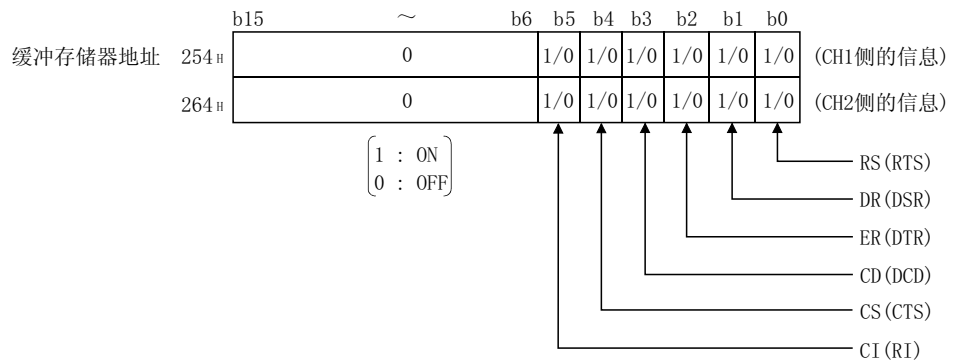 b15 ～ b6 b5 b4 b3 b2 b1 b0
缓冲存储器地址 254H 0 1/0 1/0 1/0 1/0 1/0 1/0 (CH1侧的信息)
264H 0 1/0 1/0 1/0 1/0 1/0 1/0 (CH2侧的信息)
1 : ON
0 : OFF
RS(RTS)
DR(DSR)
ER(DTR)
CD(DCD)
CS(CTS)
CI(RI)